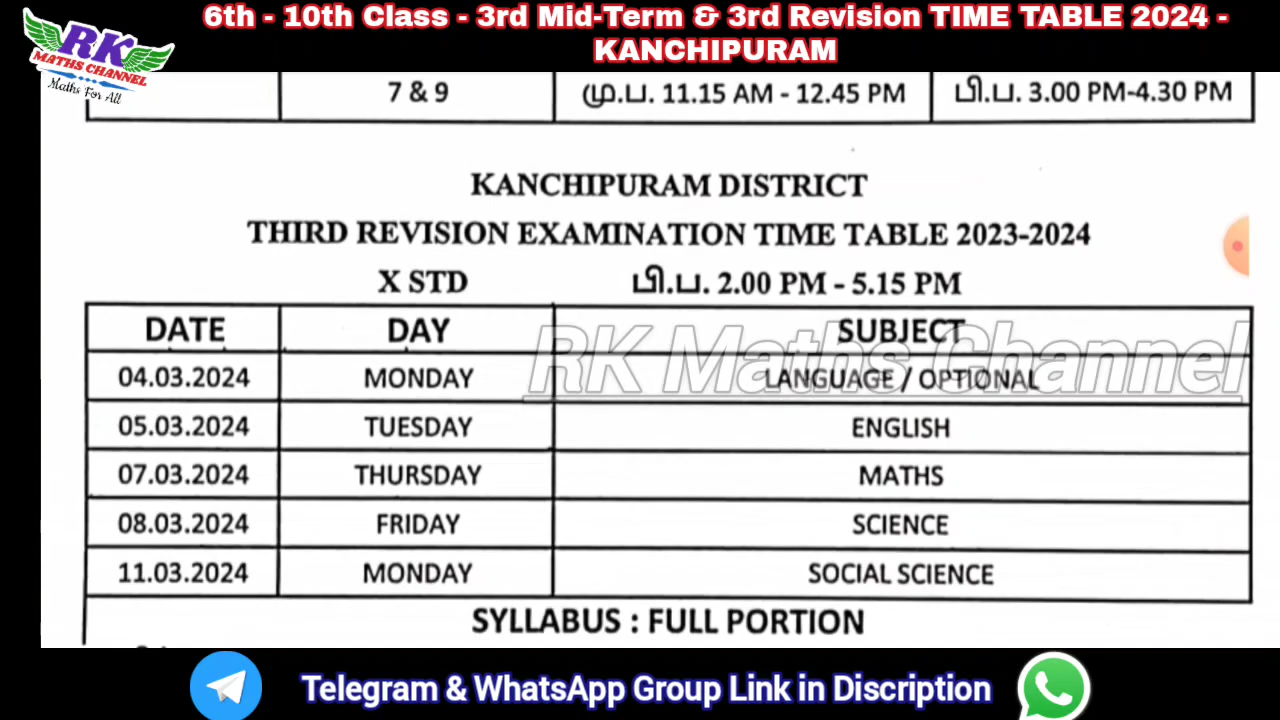 6th - 10th Class - 3rd Mid-Term & 3rd Revision TIME TABLE 2024 -
KANCHIPURAM
RK
MATHS CHANNEL
Maths For All
7 & 9 மு.ப. 11.15 AM - 12.45 PM பி.ப. 3.00 PM-4.30 PM
KANCHIPURAM DISTRICT
THIRD REVISION EXAMINATION TIME TABLE 2023-2024
X STD பி.ப. 2.00 PM - 5.15 PM
DATE DAY SUBJECT
RK Maths Channel
04.03.2024 MONDAY LANGUAGE / OPTIONAL
05.03.2024 TUESDAY ENGLISH
07.03.2024 THURSDAY MATHS
08.03.2024 FRIDAY SCIENCE
11.03.2024 MONDAY SOCIAL SCIENCE
SYLLABUS : FULL PORTION
Telegram & WhatsApp Group Link in Discription